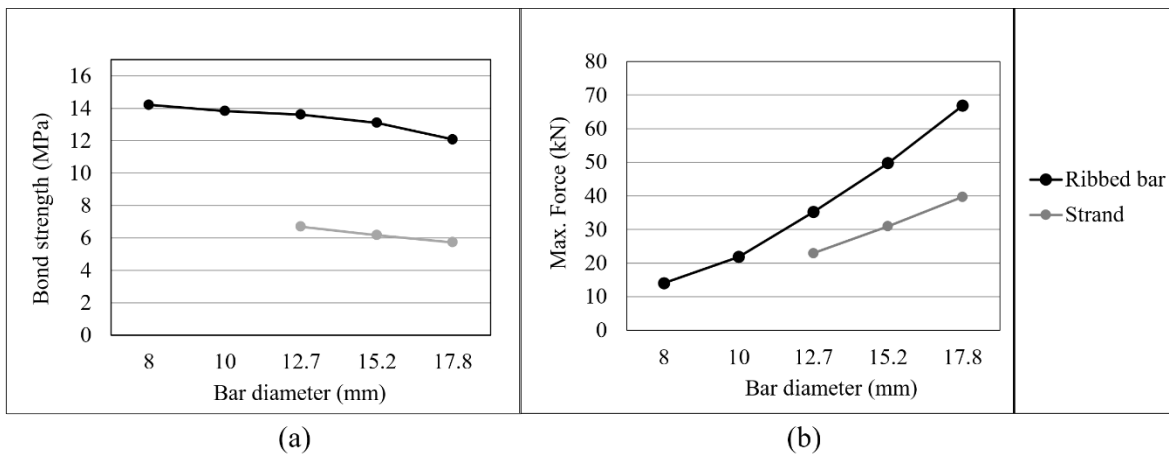 16
14
12
10
8
6
4
2
0
Bond strength (MPa)
8 10 12.7 15.2 17.8
Bar diameter (mm)
(a)
80
70
60
50
40
30
20
10
0
Max. Force (kN)
8 10 12.7 15.2 17.8
Bar diameter (mm)
(b)
Ribbed bar
Strand